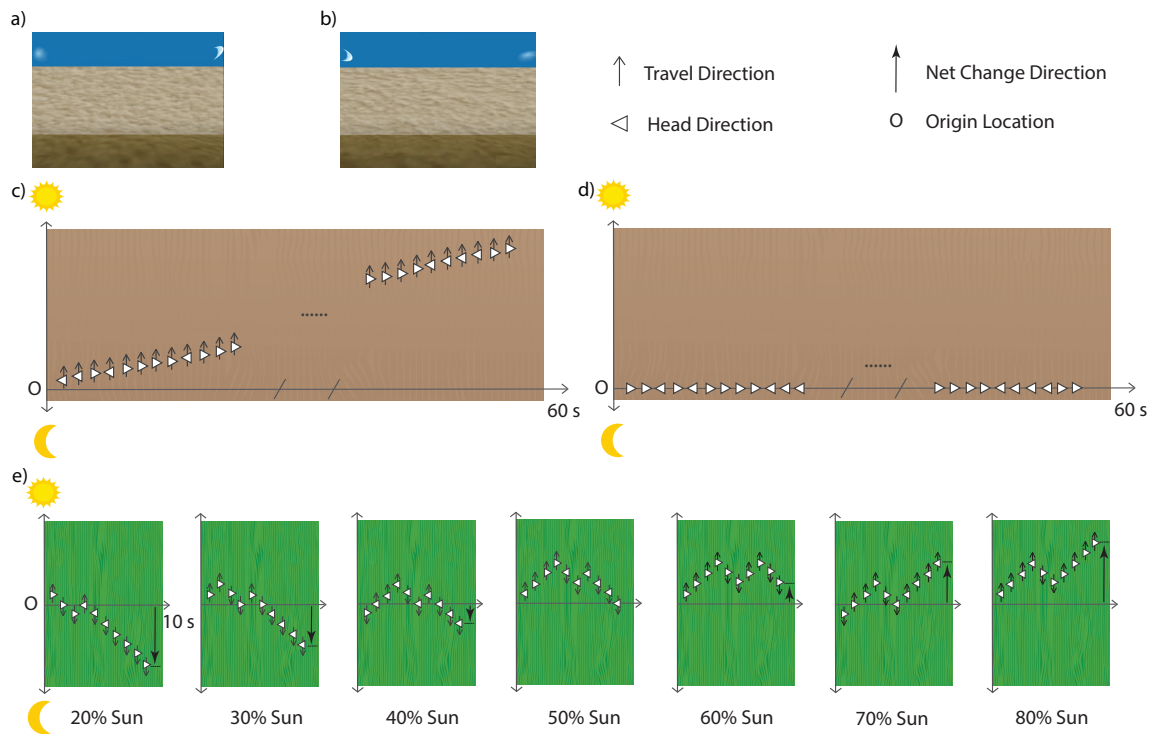 a)
b)
Travel Direction
Net Change Direction
Head Direction
O Origin Location
c)
d)
......
......
O
O
60 s
60 s
e)
O
10 s
20% Sun
30% Sun
40% Sun
50% Sun
60% Sun
70% Sun
80% Sun